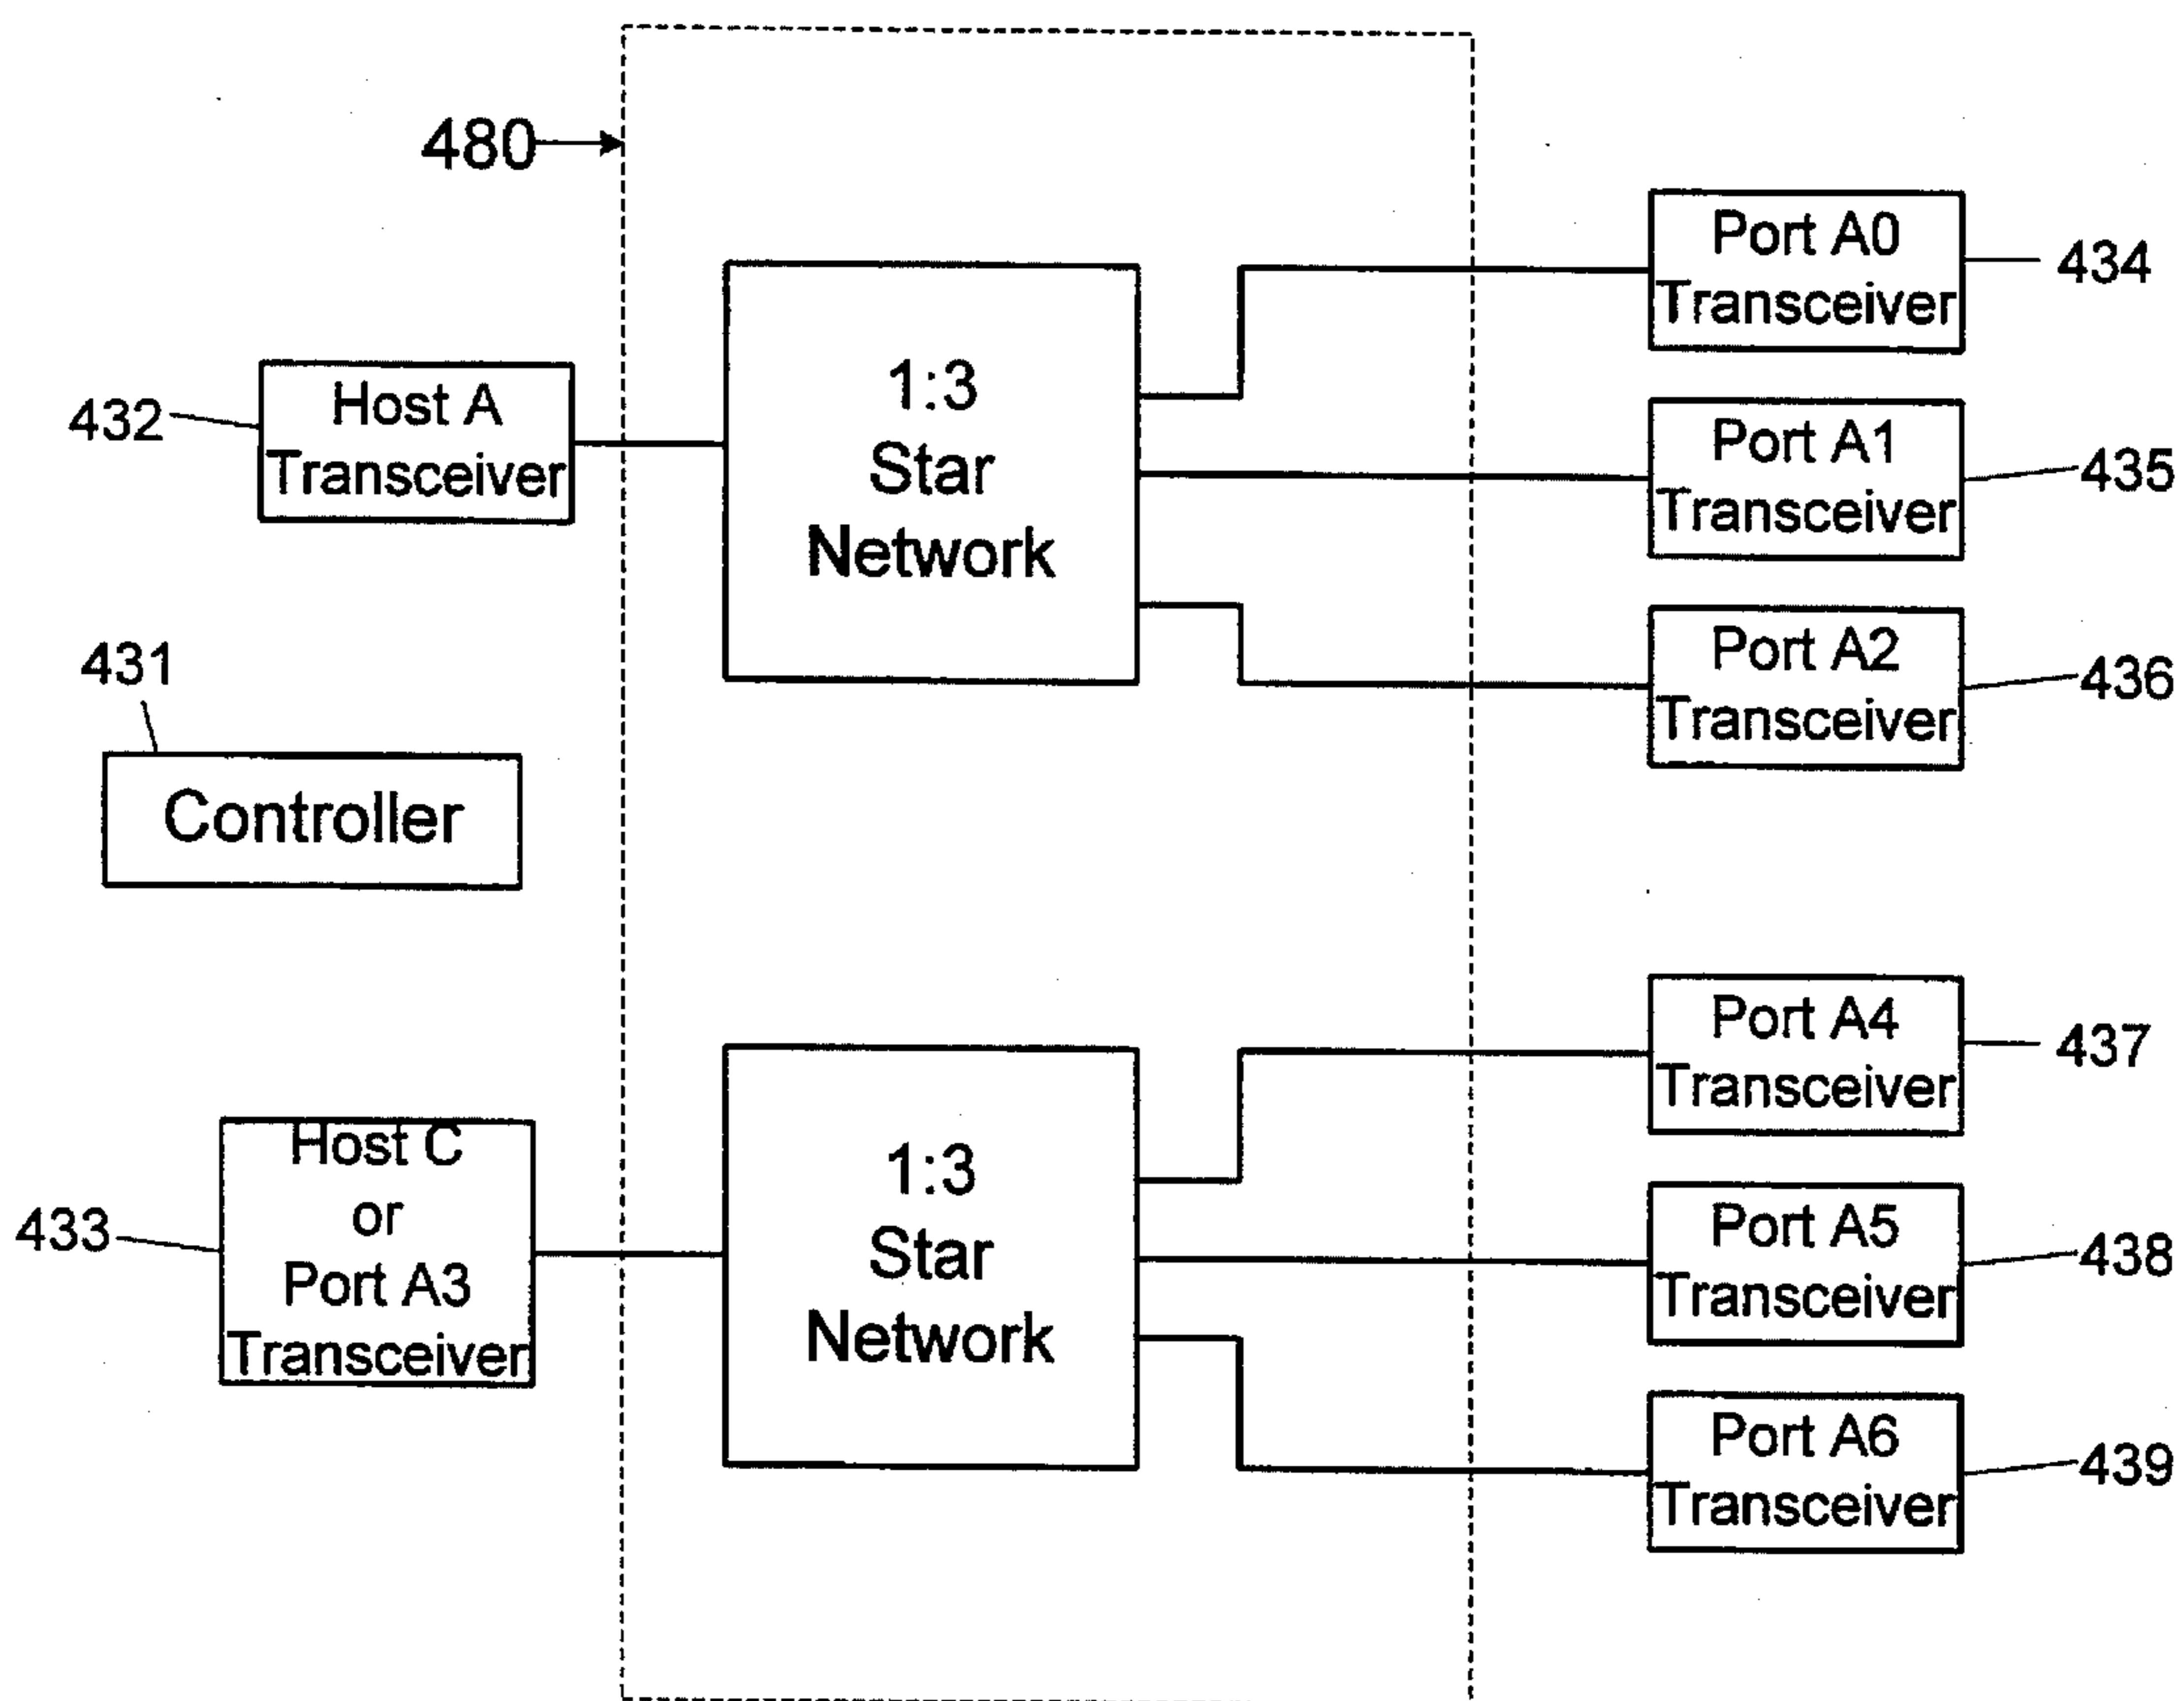 480
Port A0
Transceiver
434
1:3
Star
Network
Host A
Transceiver
432
Port A1
Transceiver
435
Port A2
Transceiver
436
431
Controller
Port A4
Transceiver
437
Host C
or
Port A3
Transceiver
433
1:3
Star
Network
Port A5
Transceiver
438
Port A6
Transceiver
439